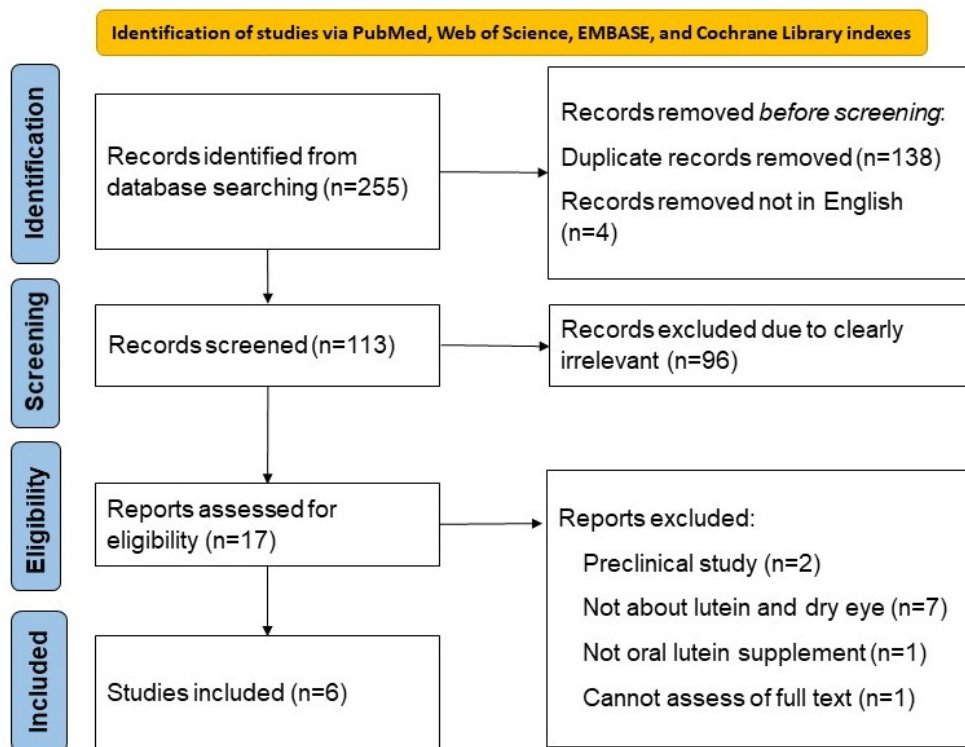 Identification of studies via PubMed, Web of Science, EMBASE, and Cochrane Library indexes
Identification
Records identified from
database searching (n=255)
Records removed before screening:
Duplicate records removed (n=138)
Records removed not in English
(n=4)
Screening
Records screened (n=113)
Records excluded due to clearly
irrelevant (n=96)
Eligibility
Reports assessed for
eligibility (n=17)
Reports excluded:
Preclinical study (n=2)
Not about lutein and dry eye (n=7)
Not oral lutein supplement (n=1)
Cannot assess of full text (n=1)
Included
Studies included (n=6)